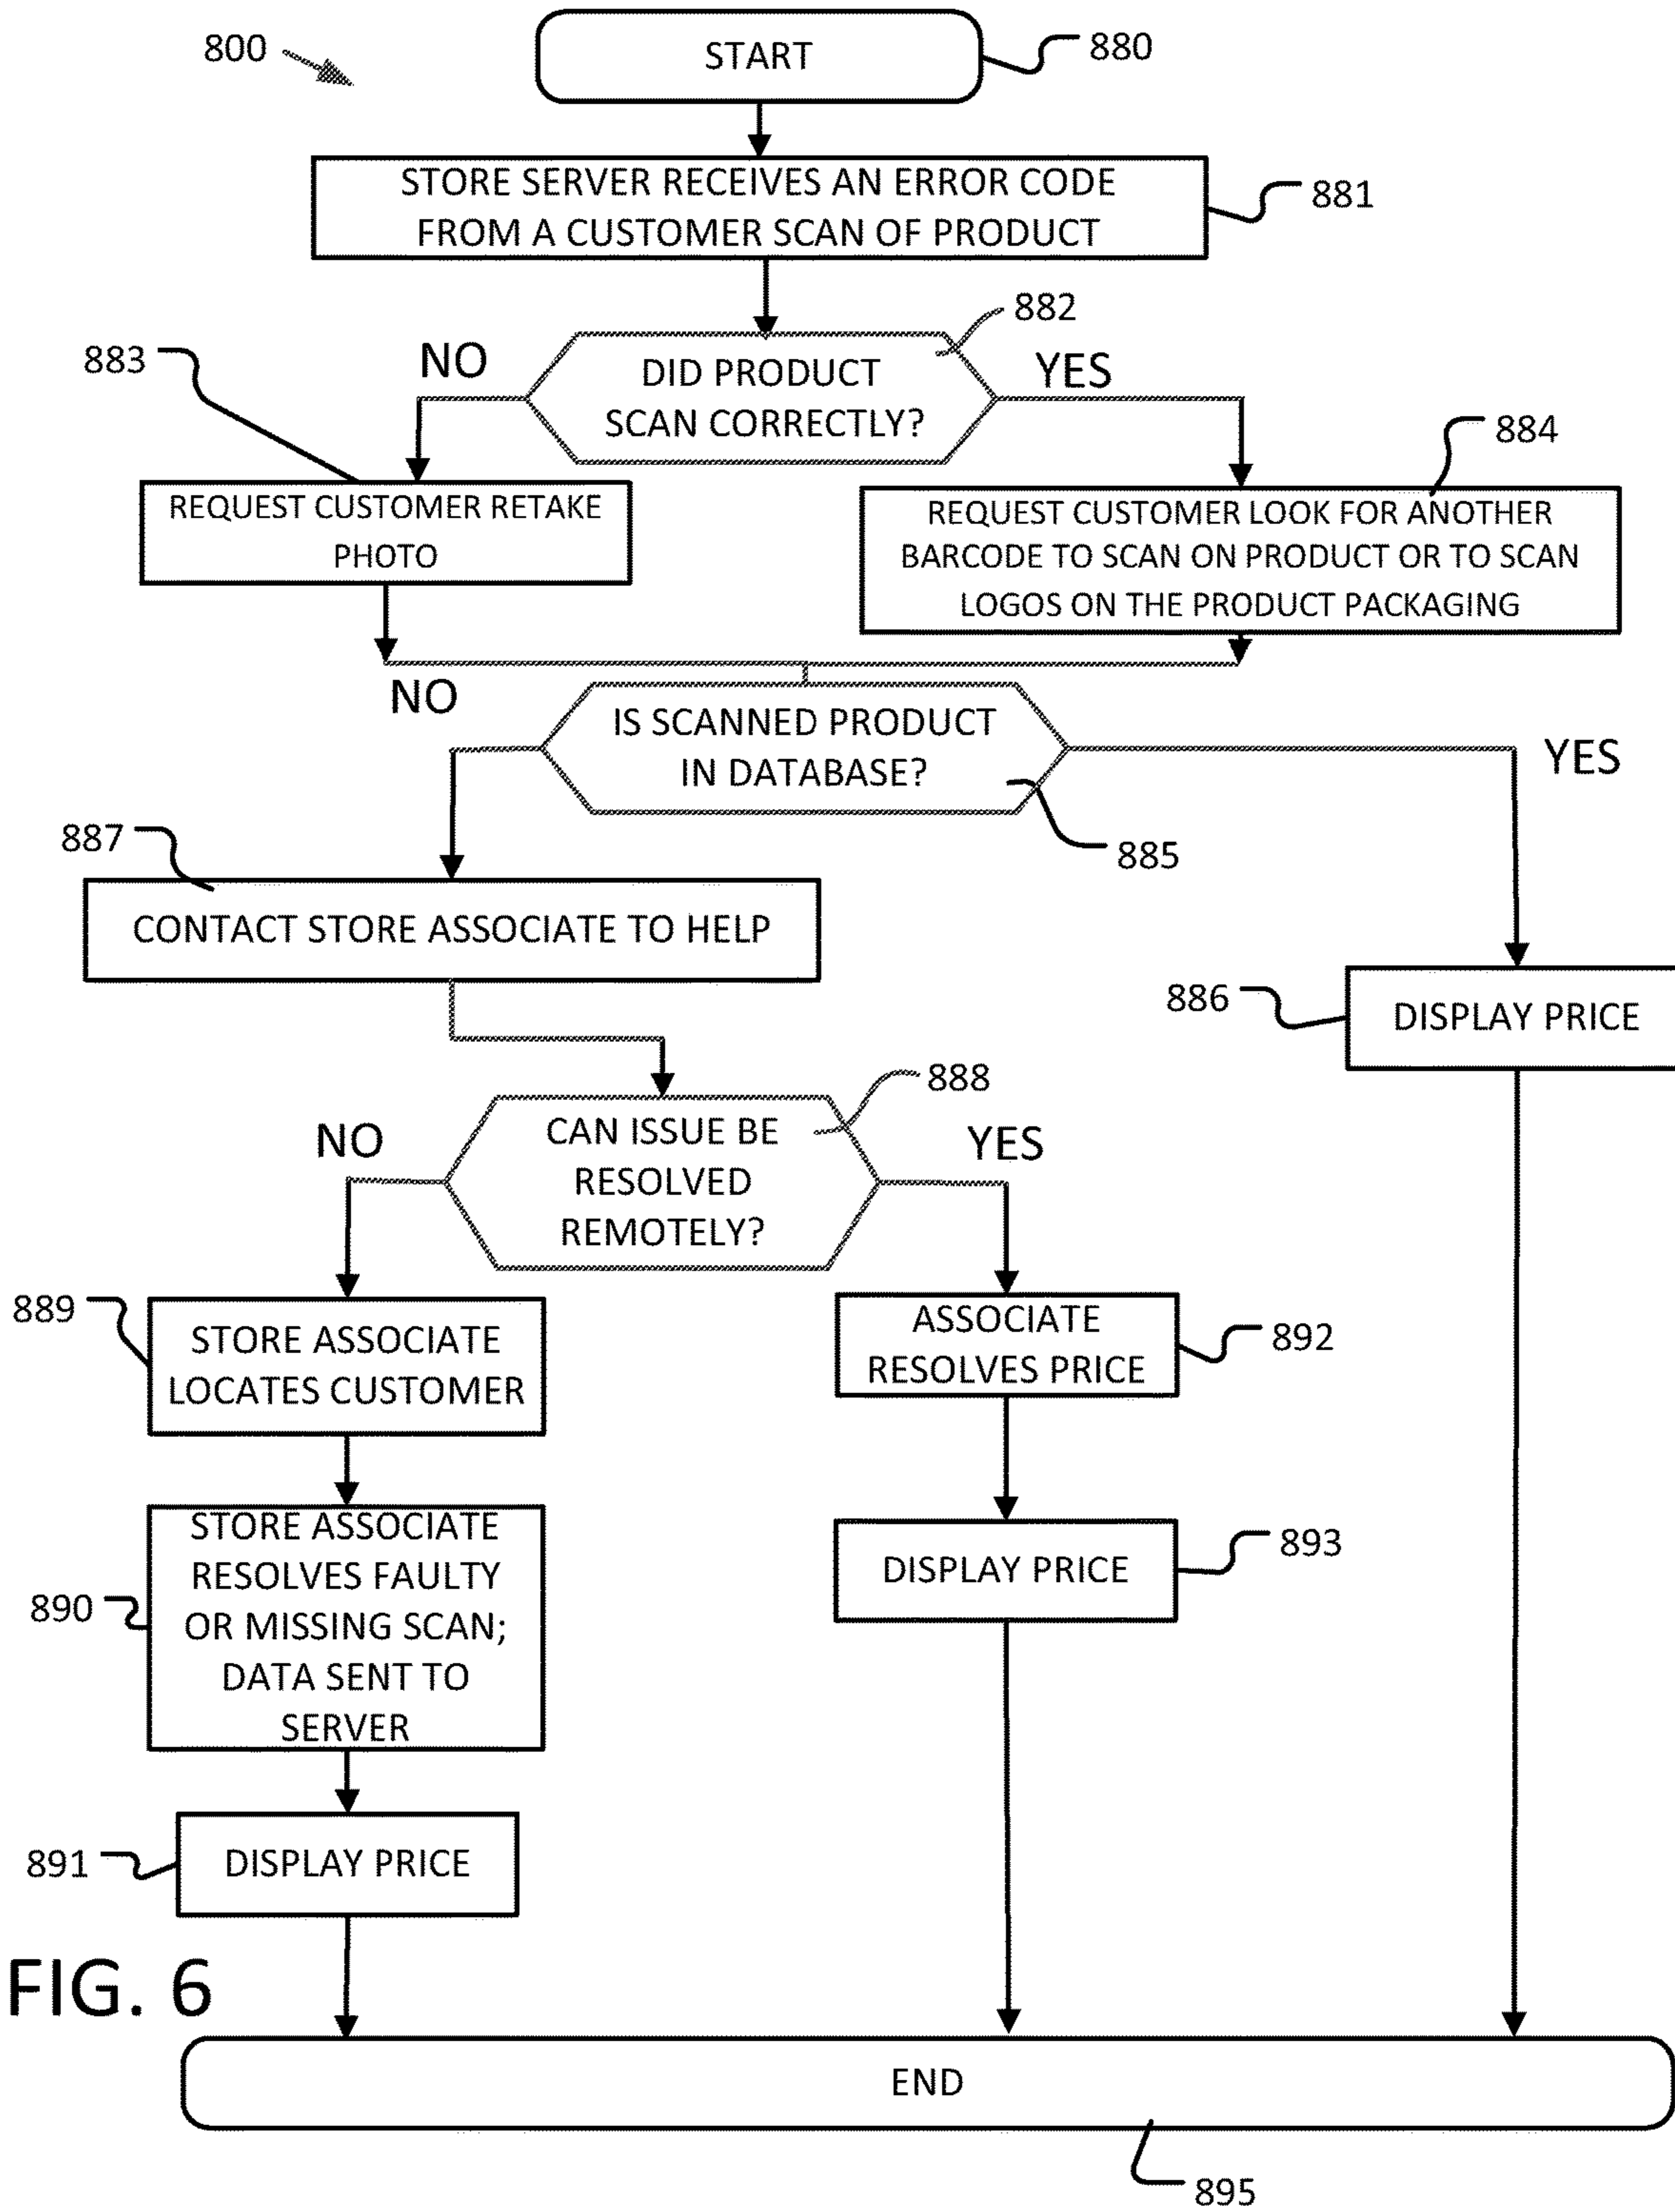 800
START
880
STORE SERVER RECEIVES AN ERROR CODE
FROM A CUSTOMER SCAN OF PRODUCT
881
882
883
NO
DID PRODUCT
SCAN CORRECTLY?
YES
884
REQUEST CUSTOMER RETAKE
PHOTO
REQUEST CUSTOMER LOOK FOR ANOTHER
BARCODE TO SCAN ON PRODUCT OR TO SCAN
LOGOS ON THE PRODUCT PACKAGING
NO
IS SCANNED PRODUCT
IN DATABASE?
YES
885
887
CONTACT STORE ASSOCIATE TO HELP
886
DISPLAY PRICE
888
NO
CAN ISSUE BE
RESOLVED
REMOTELY?
YES
889
STORE ASSOCIATE
LOCATES CUSTOMER
ASSOCIATE
RESOLVES PRICE
892
890
STORE ASSOCIATE
RESOLVES FAULTY
OR MISSING SCAN;
DATA SENT TO
SERVER
DISPLAY PRICE
893
891
DISPLAY PRICE
FIG. 6
END
895